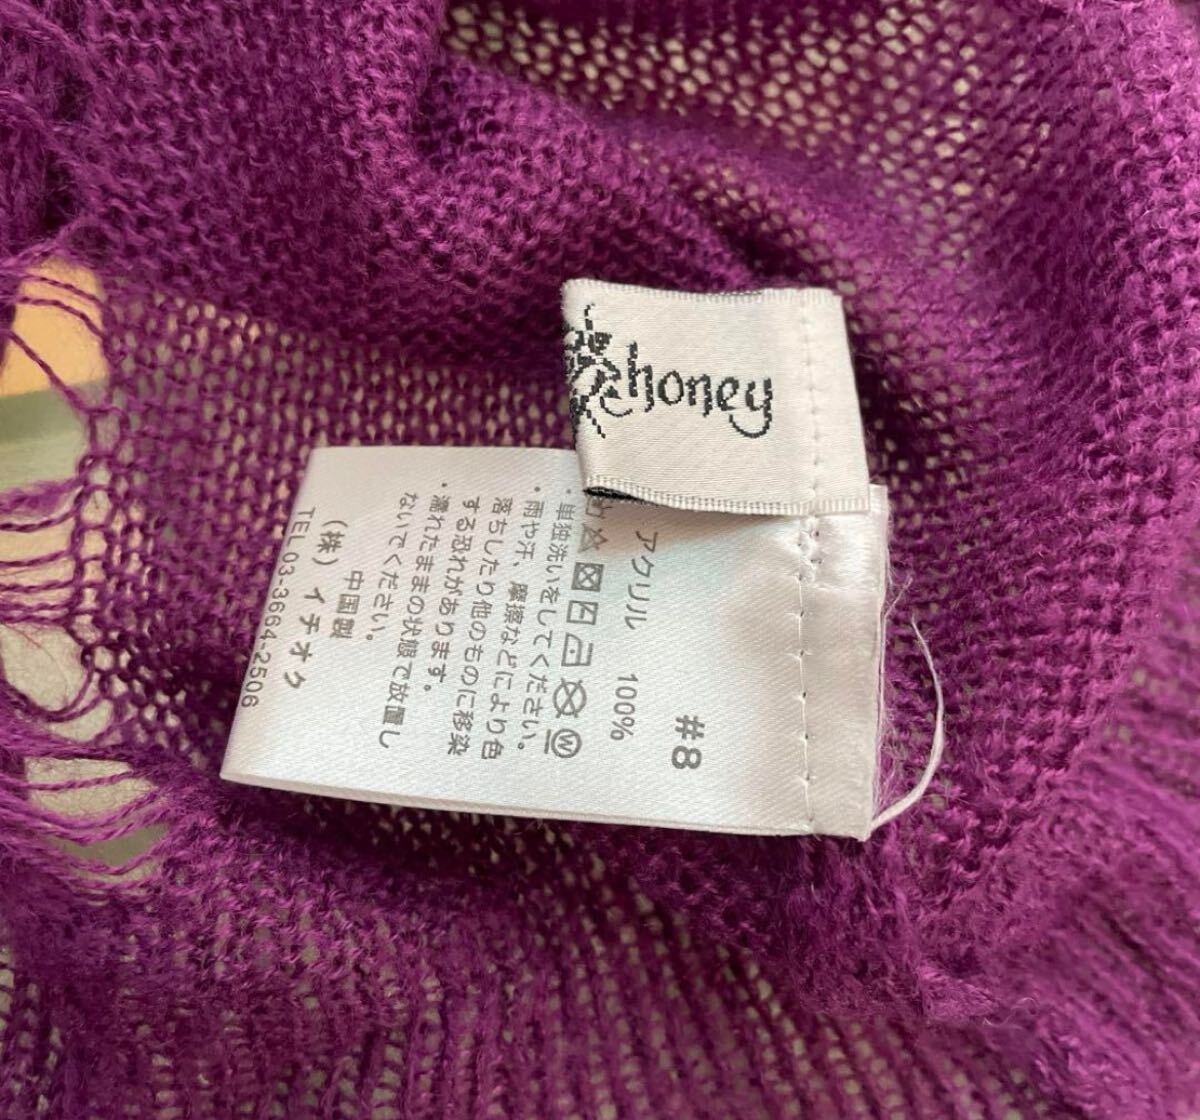 honey
#8
アクリル 100%
・単独洗いをしてください。
・雨や汗、摩擦などにより色
落ちしたり他のものに移染
する恐れがあります。
・濡れたままの状態で放置し
ないでください。
中国製
(株)イチオク
TEL 03-3664-2506